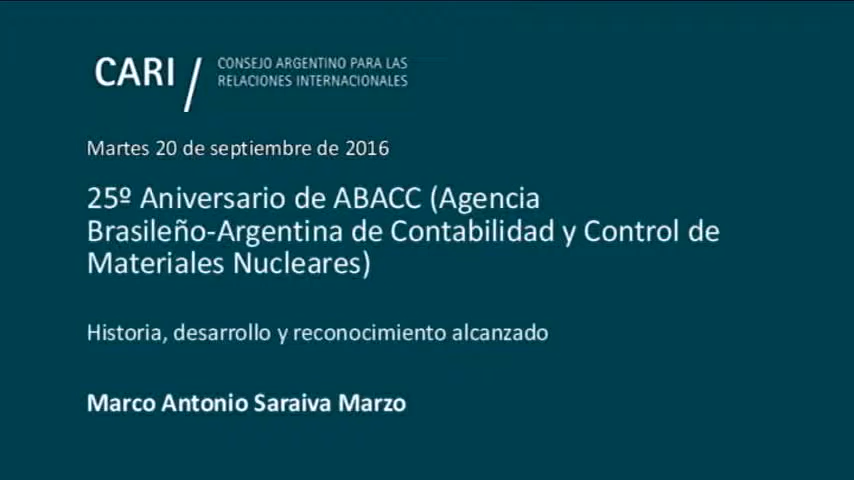 CARI / CONSEJO ARGENTINO PARA LAS
RELACIONES INTERNACIONALES
Martes 20 de septiembre de 2016
25º Aniversario de ABACC (Agencia
Brasileño-Argentina de Contabilidad y Control de
Materiales Nucleares)
Historia, desarrollo y reconocimiento alcanzado
Marco Antonio Saraiva Marzo